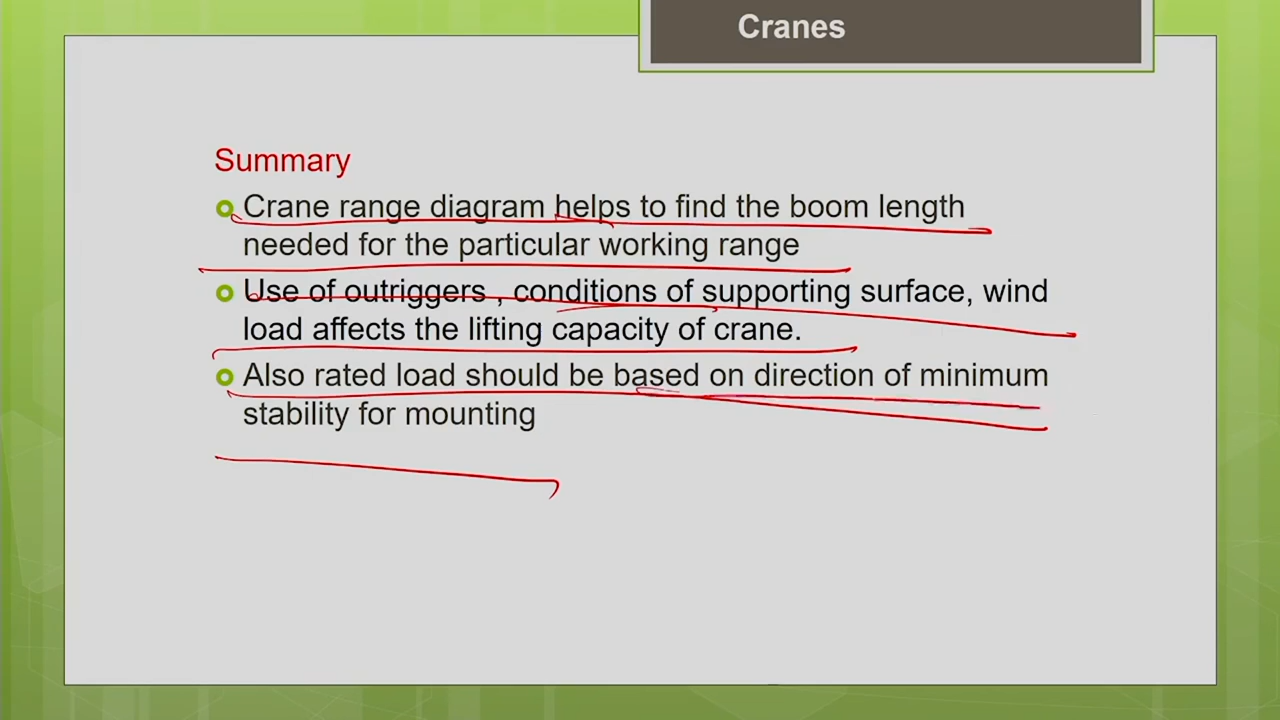 Cranes
Summary
Crane range diagram helps to find the boom length
needed for the particular working range
Use of outriggers , conditions of supporting surface, wind
load affects the lifting capacity of crane.
Also rated load should be based on direction of minimum
stability for mounting